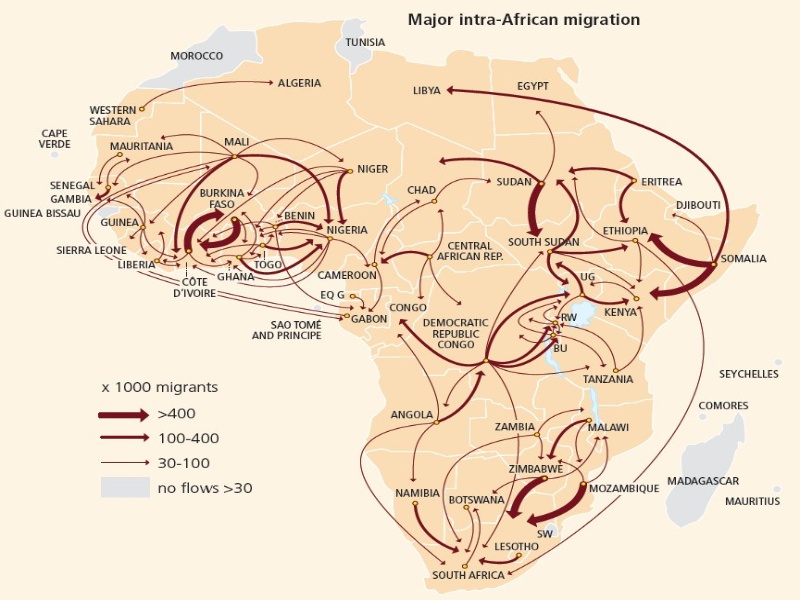 Major intra-African migration
TUNISIA
MOROCCO
ALGERIA
LIBYA
EGYPT
WESTERN
SAHARA
CAPE
VERDE
MAURITANIA
MALI
NIGER
CHAD
SUDAN
ERITREA
SENEGAL
GAMBIA
GUINEA BISSAU
BURKINA
FASO
BENIN
NIGERIA
DJIBOUTI
GUINEA
ETHIOPIA
SOUTH SUDAN
SIERRA LEONE
LIBERIA
CÔTE
D'IVOIRE
GHANA
TOGO
CAMEROON
CENTRAL
AFRICAN REP.
SOMALIA
EQ G
GABON
CONGO
UG
KENYA
SAO TOMÉ
AND PRINCIPE
DEMOCRATIC
REPUBLIC
CONGO
RW
BU
TANZANIA
SEYCHELLES
x 1000 migrants
>400
100-400
30-100
no flows >30
ANGOLA
ZAMBIA
MALAWI
COMORES
ZIMBABWE
MOZAMBIQUE
MADAGASCAR
MAURITIUS
NAMIBIA
BOTSWANA
SW
LESOTHO
SOUTH AFRICA